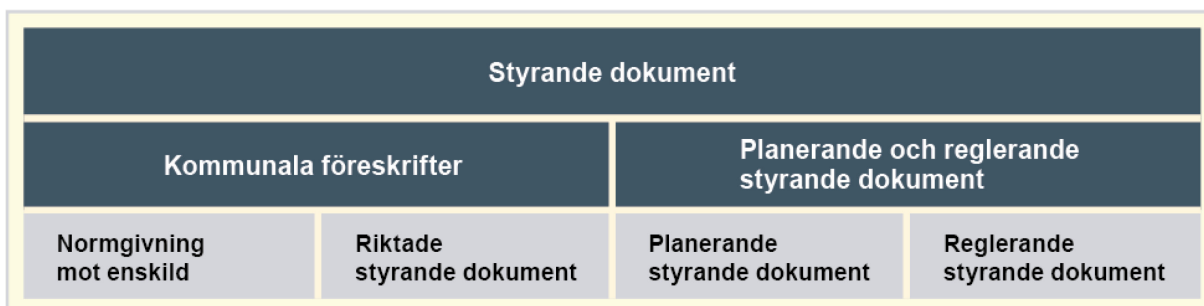 Styrande dokument
Kommunala föreskrifter
Planerande och reglerande
styrande dokument
Normgivning
mot enskild
Riktade
styrande dokument
Planerande
styrande dokument
Reglerande
styrande dokument